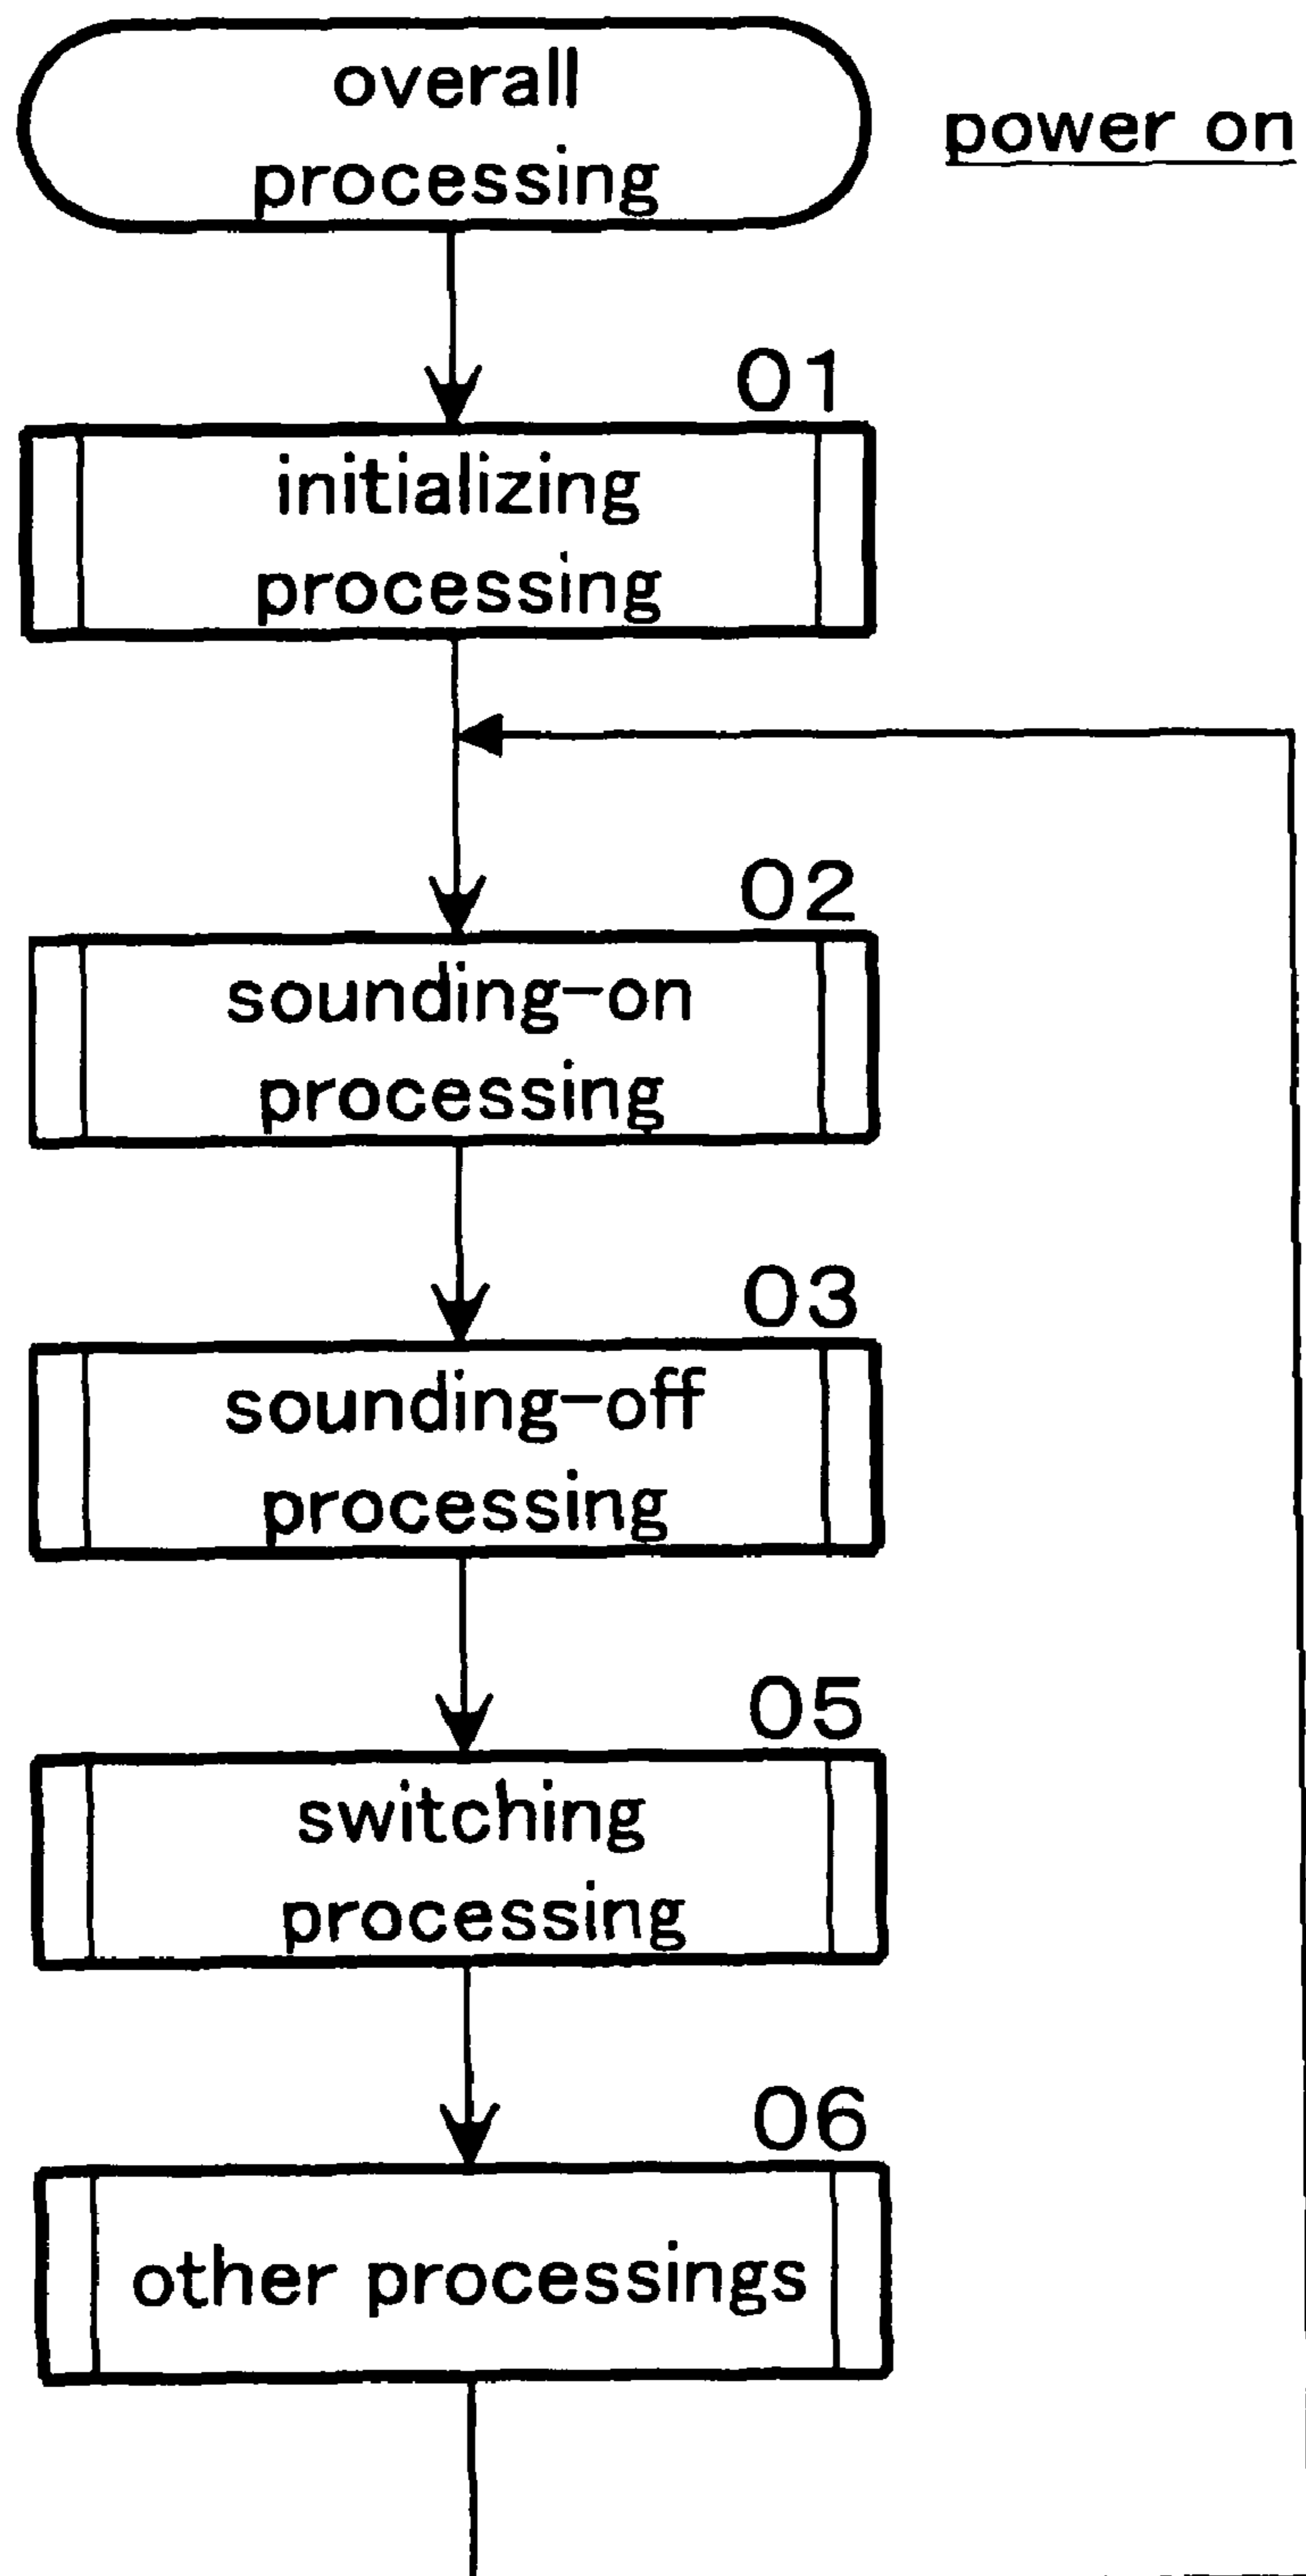 overall
processing
power on
01
initializing
processing
02
sounding-on
processing
03
sounding-off
processing
05
switching
processing
06
other processings